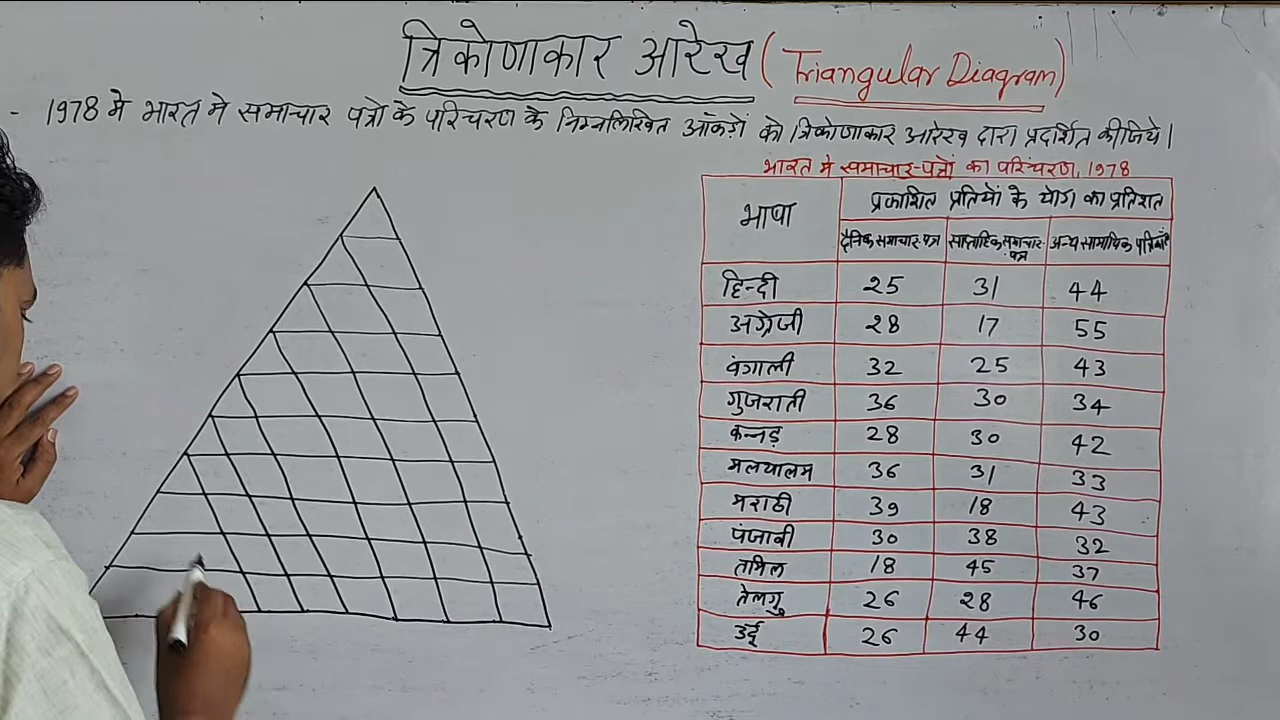 त्रिकोणाकार आरेख ( Triangular Diagram)
- 1978 मे भारत मे समाचार पत्रो के परिचरण के निम्नलिखित आँकड़ों को त्रिकोणाकार आरेख द्वारा प्रदर्शित कीजिये।
भारत मे समाचार-पत्रों का परिचरण, 1978
भाषा प्रकाशित प्रतियों के योग का प्रतिशत
दैनिक समाचार-पत्र साप्ताहिक समाचार-पत्र अन्य सामायिक पत्रिकाएँ
हिन्दी 25 31 44
अंग्रेजी 28 17 55
बंगाली 32 25 43
गुजराती 36 30 34
कन्नड़ 28 30 42
मलयालम 36 31 33
मराठी 39 18 43
पंजाबी 30 38 32
तमिल 18 45 37
तेलगु 26 28 46
उर्दू 26 44 30